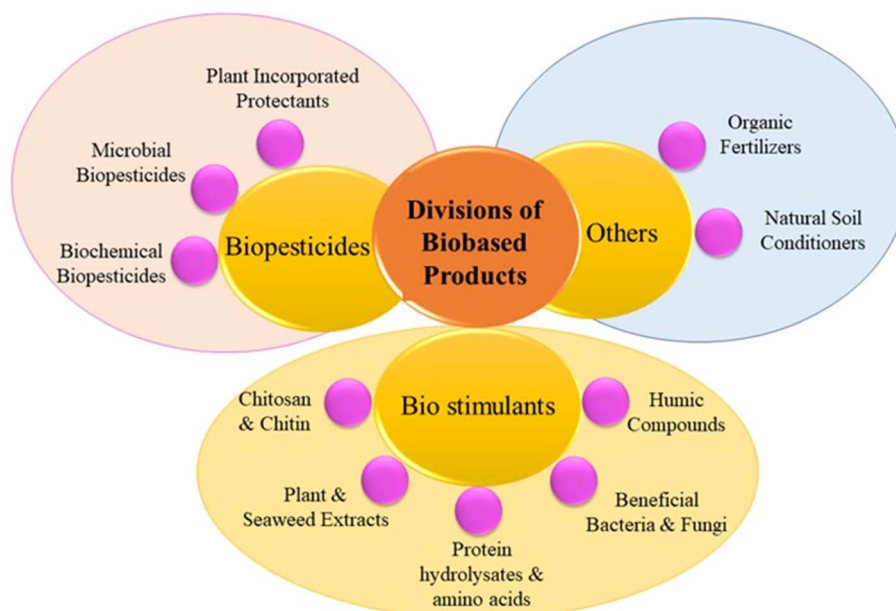 Plant Incorporated
Protectants
Microbial
Biopesticides
Biochemical
Biopesticides
Biopesticides
Divisions of
Biobased
Products
Others
Organic
Fertilizers
Natural Soil
Conditioners
Bio stimulants
Chitosan
& Chitin
Plant &
Seaweed Extracts
Protein
hydrolysates &
amino acids
Beneficial
Bacteria & Fungi
Humic
Compounds